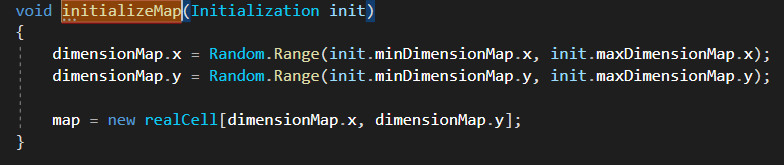 void initializeMap(Initialization init)
{
dimensionMap.x = Random.Range(init.minDimensionMap.x, init.maxDimensionMap.x);
dimensionMap.y = Random.Range(init.minDimensionMap.y, init.maxDimensionMap.y);
map = new realCell[dimensionMap.x, dimensionMap.y];
}